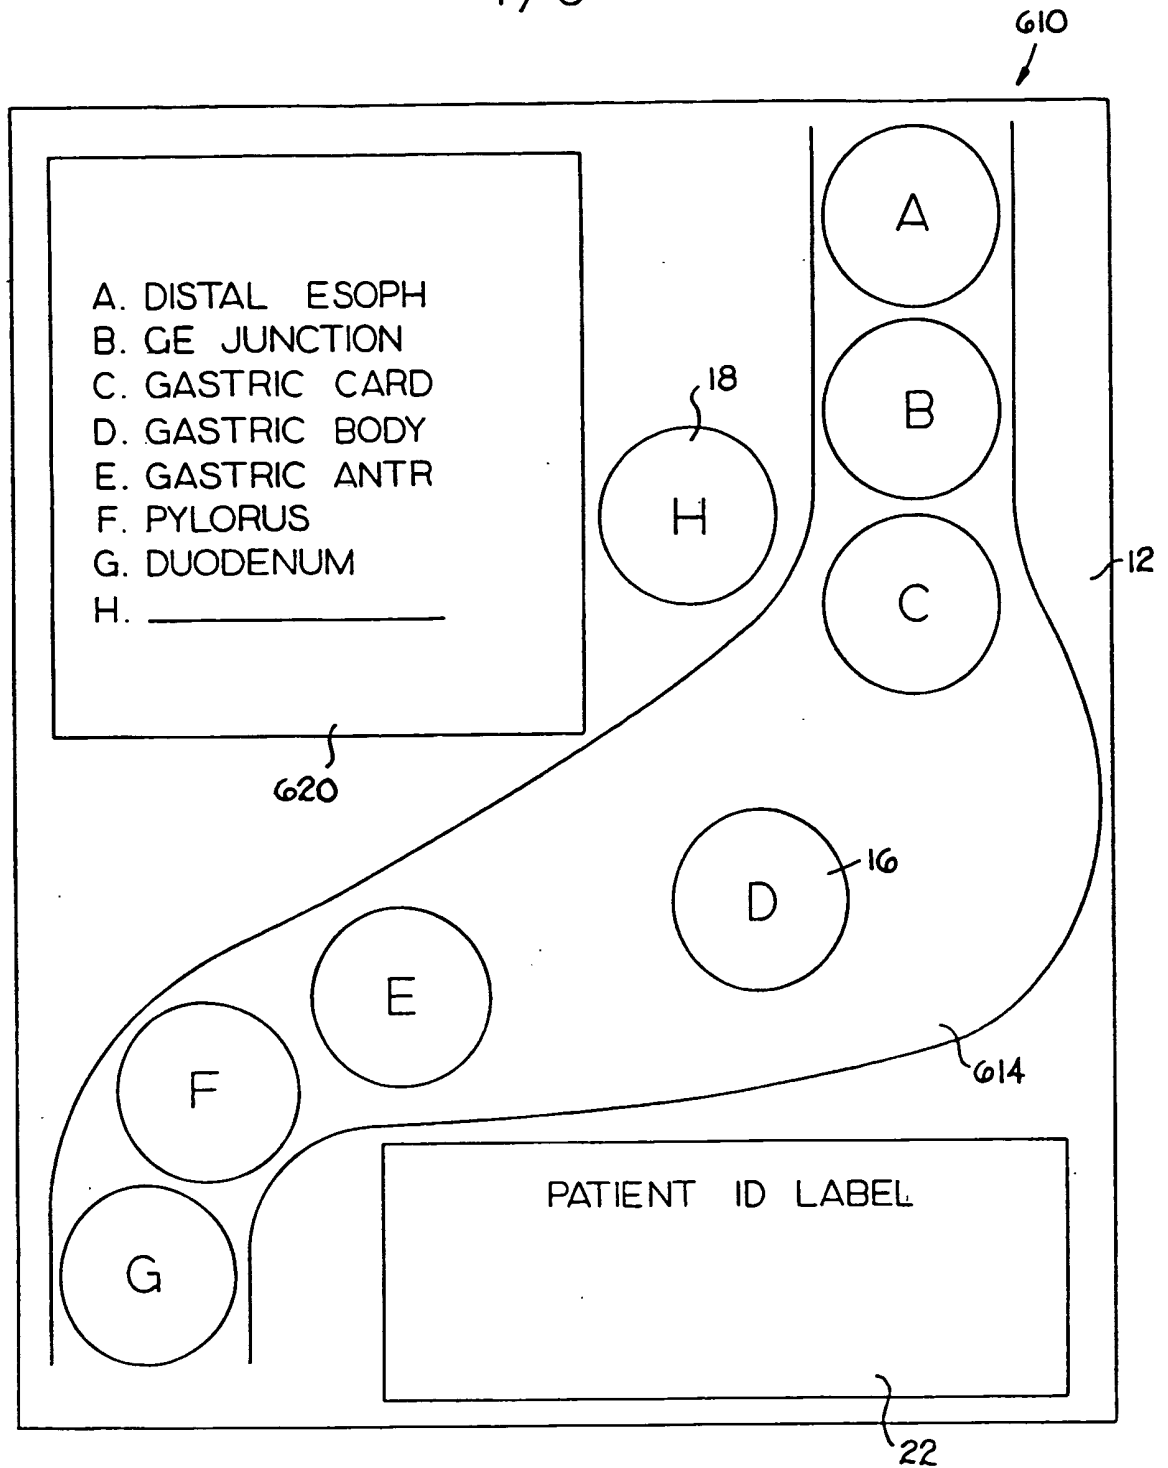 610
A
A. DISTAL ESOPH
B. GE JUNCTION
C. GASTRIC CARD
D. GASTRIC BODY
E. GASTRIC ANTR
F. PYLORUS
G. DUODENUM
H. ____________
B
18
H
12
C
620
16
D
E
614
F
PATIENT ID LABEL
G
22